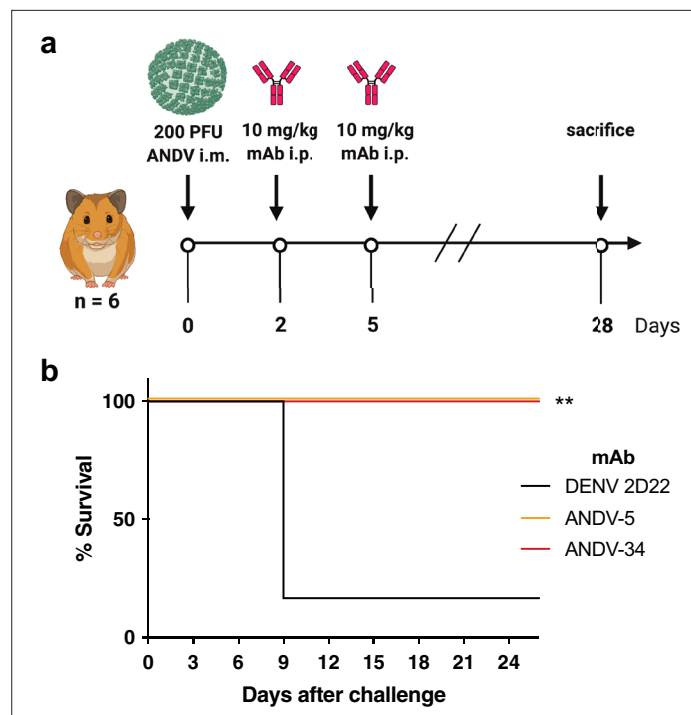 a
200 PFU
ANDV i.m.
10 mg/kg
mAb i.p.
10 mg/kg
mAb i.p.
sacrifice
n = 6
0 2 5 28 Days
b
% Survival
100
50
0
**
mAb
DENV 2D22
ANDV-5
ANDV-34
0 3 6 9 12 15 18 21 24
Days after challenge